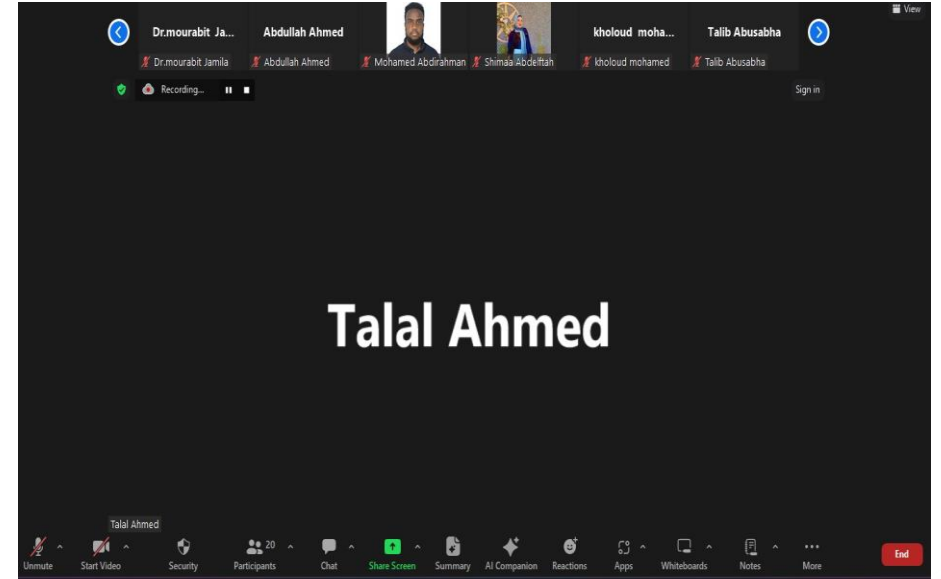 View
Dr.mourabit Ja...
Abdullah Ahmed
kholoud moha...
Talib Abusabha
Dr.mourabit Jamila
Abdullah Ahmed
Mohamed Abdirahman
Shimaa Abdelftah
kholoud mohamed
Talib Abusabha
Recording...
Sign in
Talal Ahmed
Talal Ahmed
20
Unmute
Start Video
Security
Participants
Chat
Share Screen
Summary
AI Companion
Reactions
Apps
Whiteboards
Notes
More
End